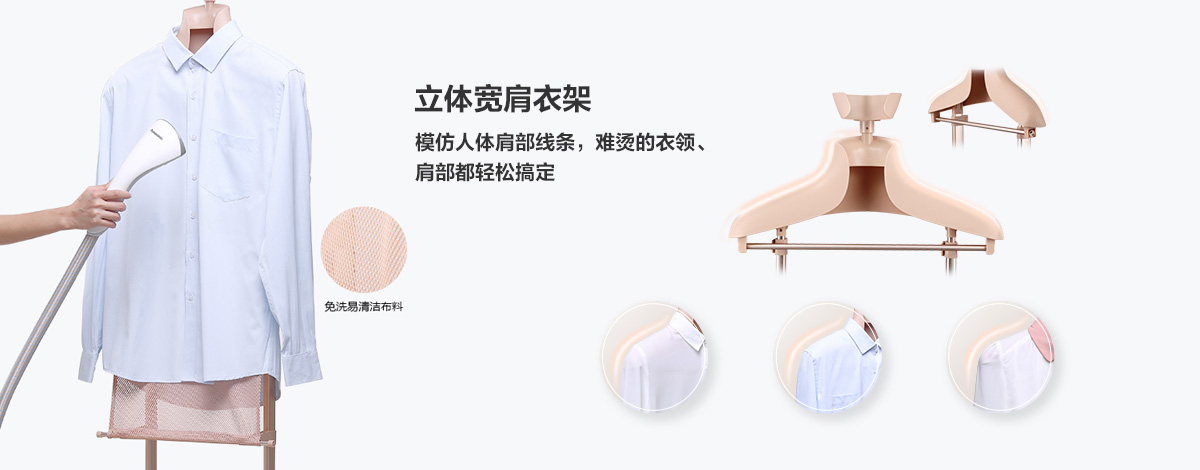 立体宽肩衣架
模仿人体肩部线条，难烫的衣领、
肩部都轻松搞定
免洗易清洁布料